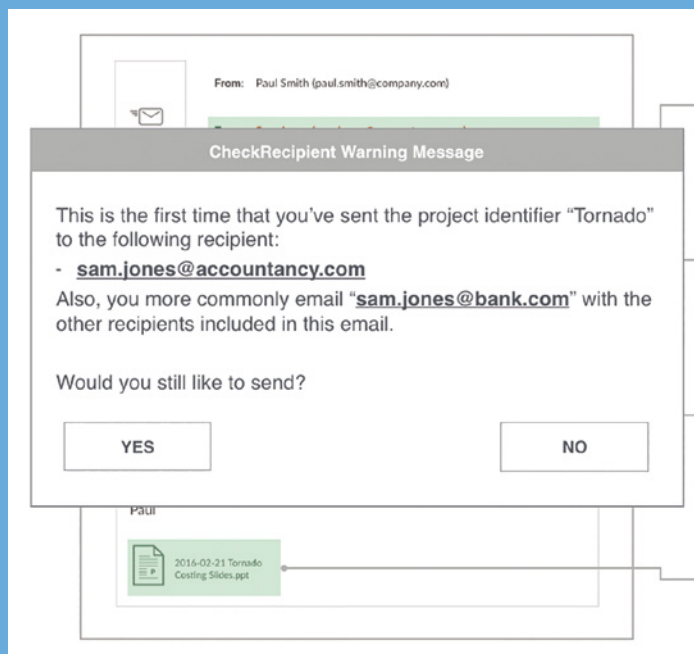 From: Paul Smith (paul.smith@company.com)
CheckRecipient Warning Message
This is the first time that you've sent the project identifier “Tornado”
to the following recipient:
- sam.jones@accountancy.com
Also, you more commonly email “sam.jones@bank.com” with the
other recipients included in this email.
Would you still like to send?
YES
NO
Paul
2016-02-21 Tornado
Costing Slides.ppt